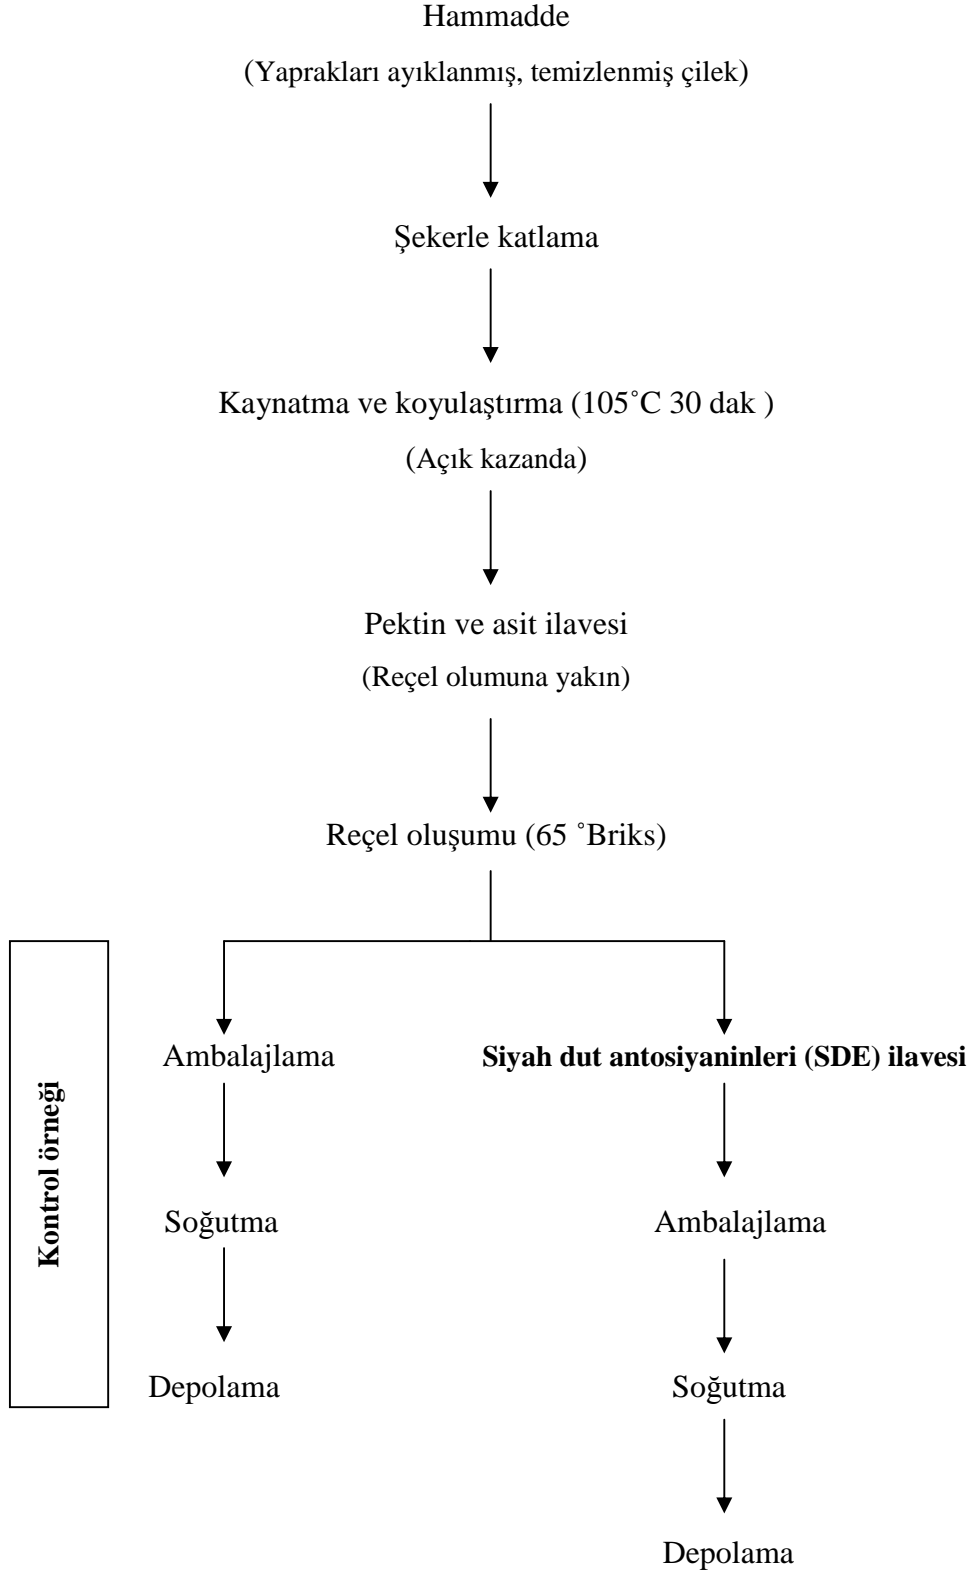 Hammadde
(Yaprakları ayıklanmış, temizlenmiş çilek)
Şekerle katlama
Kaynatma ve koyulaştırma (105˚C 30 dak )
(Açık kazanda)
Pektin ve asit ilavesi
(Reçel olumuna yakın)
Reçel oluşumu (65 ˚Briks)
Kontrol örneği
Ambalajlama
Siyah dut antosiyaninleri (SDE) ilavesi
Soğutma
Ambalajlama
Depolama
Soğutma
Depolama